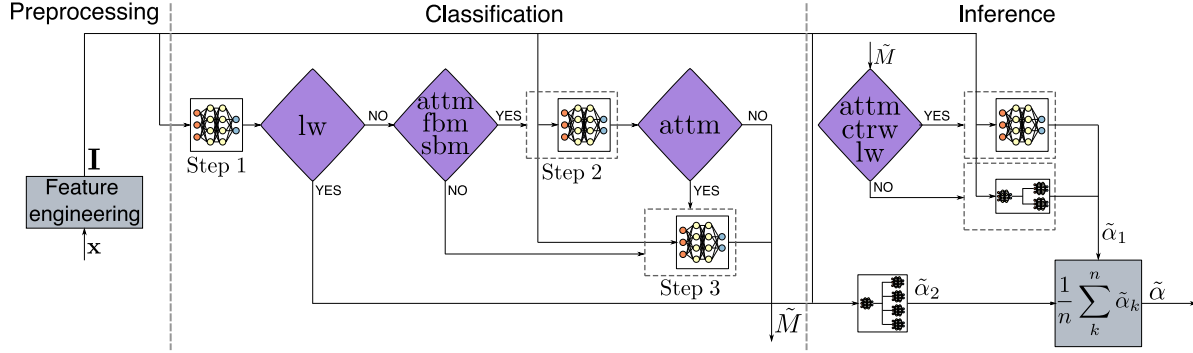 Preprocessing
Classification
Inference
I
Feature
engineering
x
Step 1
lw
NO
YES
attm
fbm
sbm
YES
NO
Step 2
attm
NO
YES
Step 3
M̃
M̃
attm
ctrw
lw
YES
NO
α̃₁
α̃₂
1/n ∑ₖⁿ α̃ₖ
α̃